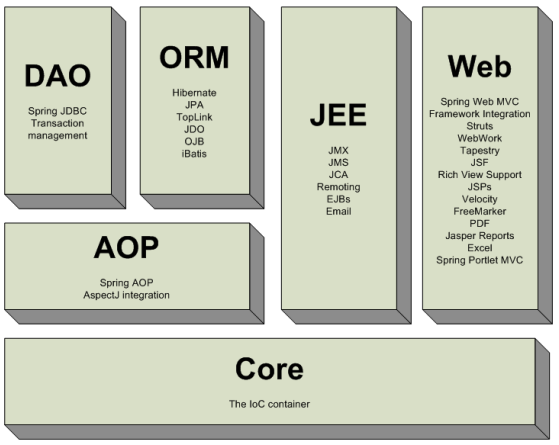 DAO
Spring JDBC
Transaction
management
ORM
Hibernate
JPA
TopLink
JDO
OJB
iBatis
JEE
JMX
JMS
JCA
Remoting
EJBs
Email
Web
Spring Web MVC
Framework Integration
Struts
WebWork
Tapestry
JSF
Rich View Support
JSPs
Velocity
FreeMarker
PDF
Jasper Reports
Excel
Spring Portlet MVC
AOP
Spring AOP
AspectJ integration
Core
The IoC container